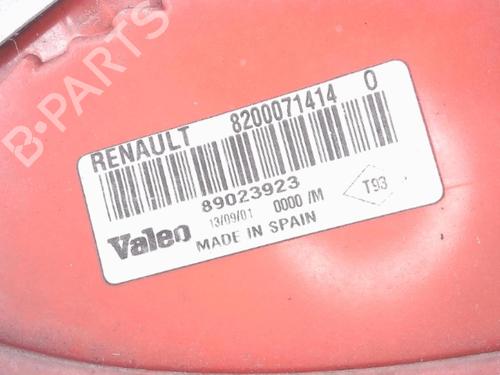 B-PARTS
RENAULT 8200071414 0
89023923
13/09/01 0000 /M T93
Valeo MADE IN SPAIN